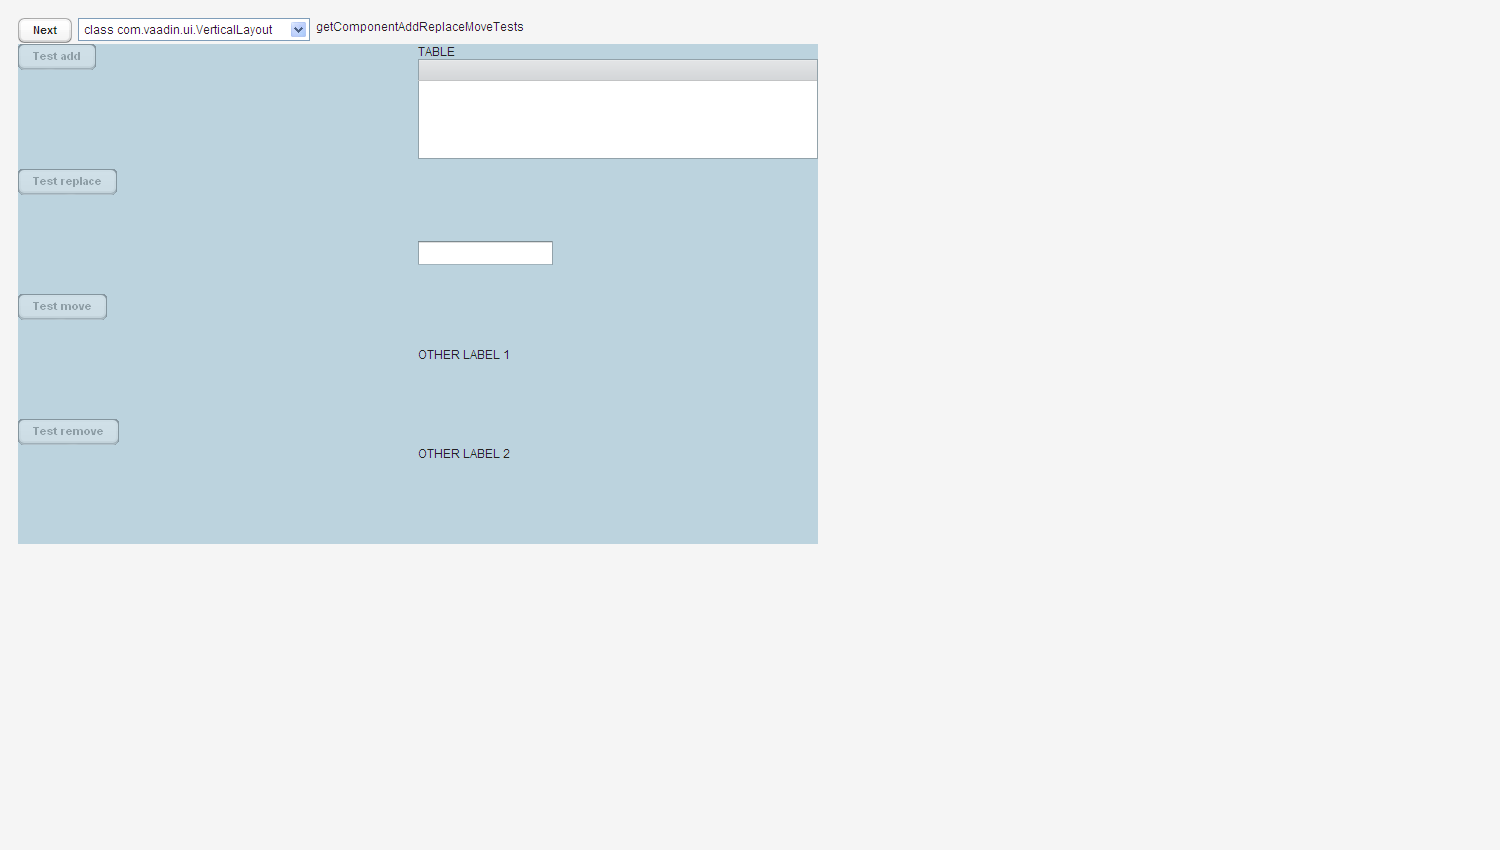 Next
class com.vaadin.ui.VerticalLayout
getComponentAddReplaceMoveTests
Test add
TABLE
Test replace
Test move
OTHER LABEL 1
Test remove
OTHER LABEL 2